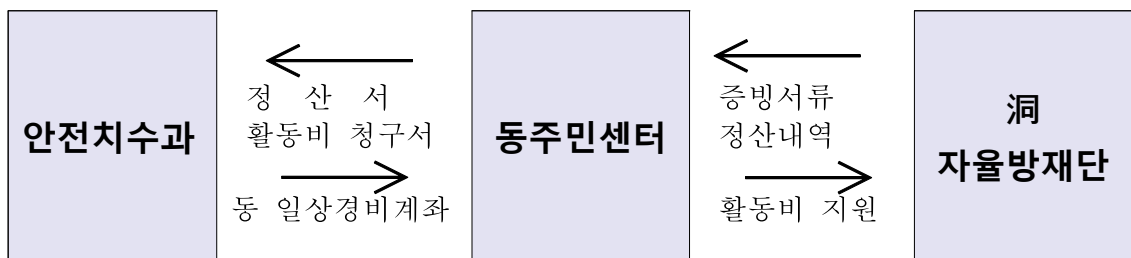 안전치수과
정 산 서
활동비 청구서
동 일상경비계좌
동주민센터
증빙서류
정산내역
활동비 지원
洞
자율방재단